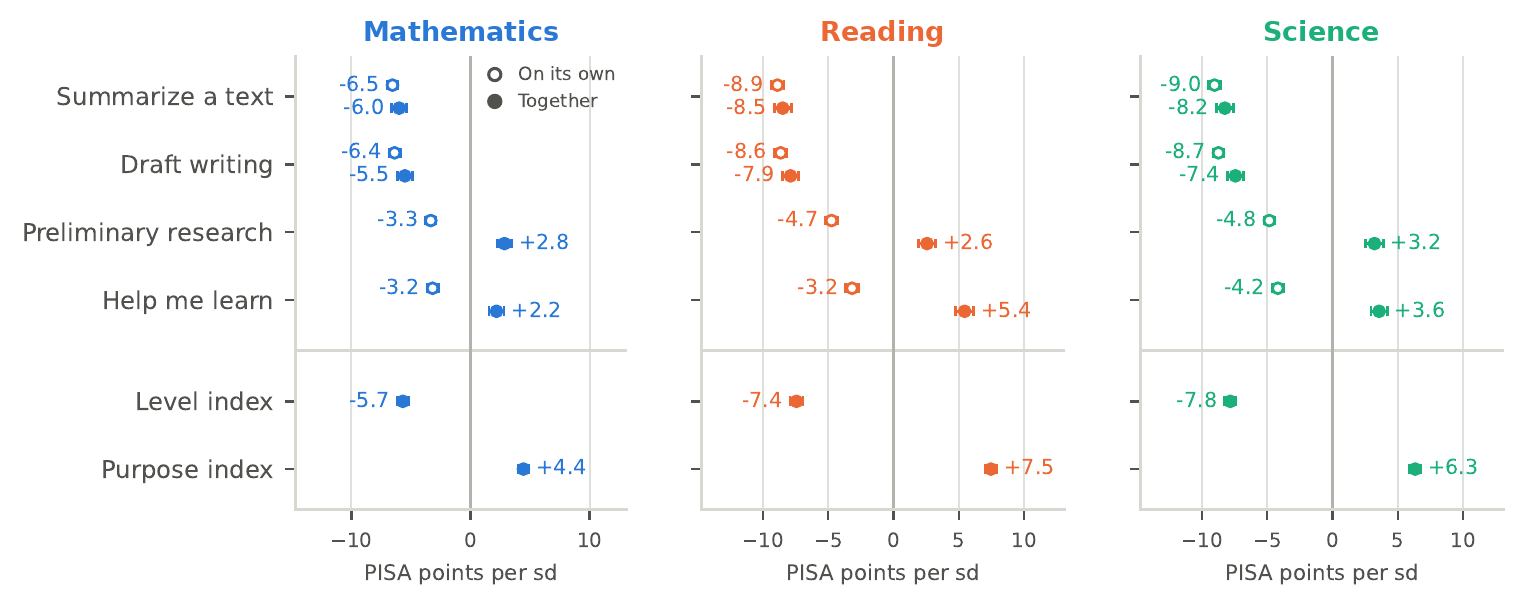 Mathematics
Reading
Science
On its own
Together
Summarize a text
-6.5
-6.0
-8.9
-8.5
-9.0
-8.2
Draft writing
-6.4
-5.5
-8.6
-7.9
-8.7
-7.4
Preliminary research
-3.3
+2.8
-4.7
+2.6
-4.8
+3.2
Help me learn
-3.2
+2.2
-3.2
+5.4
-4.2
+3.6
Level index
-5.7
-7.4
-7.8
Purpose index
+4.4
+7.5
+6.3
−10 0 10
−10 −5 0 5 10
−10 −5 0 5 10
PISA points per sd
PISA points per sd
PISA points per sd